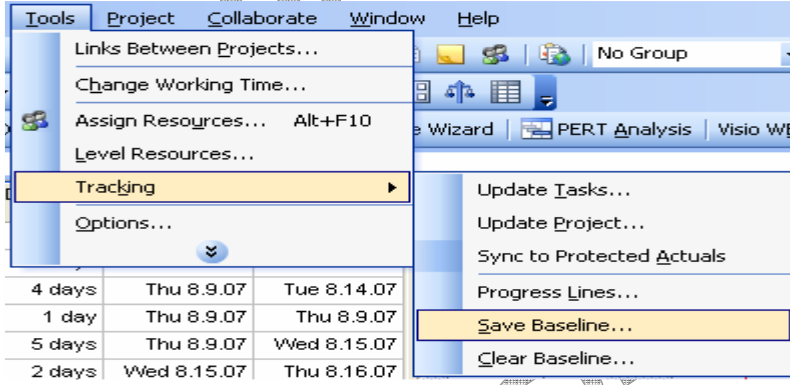 Tools Project Collaborate Window Help
Links Between Projects...
No Group
Change Working Time...
Assign Resources... Alt+F10
Wizard PERT Analysis Visio
Level Resources...
Tracking
Update Tasks...
Options...
Update Project...
Sync to Protected Actuals
4 days Thu 8.9.07 Tue 8.14.07
Progress Lines...
1 day Thu 8.9.07 Thu 8.9.07
Save Baseline...
5 days Thu 8.9.07 Wed 8.15.07
Clear Baseline...
2 days Wed 8.15.07 Thu 8.16.07